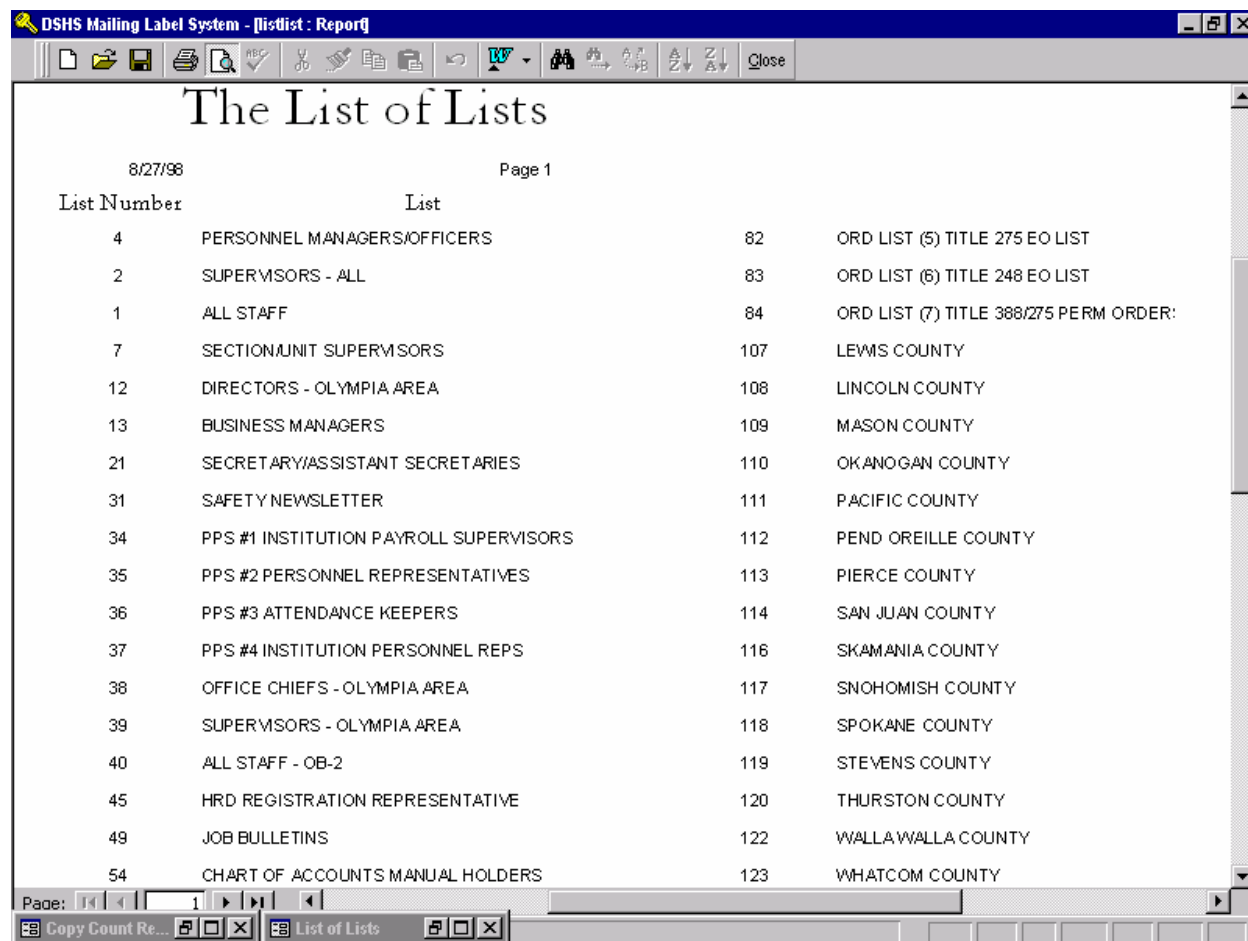 DSHS Mailing Label System - [listlist : Report]
ABC W A Z Z A Close
The List of Lists
8/27/98 Page 1
List Number List
4 PERSONNEL MANAGERS/OFFICERS 82 ORD LIST (5) TITLE 275 EO LIST
2 SUPERVISORS - ALL 83 ORD LIST (6) TITLE 248 EO LIST
1 ALL STAFF 84 ORD LIST (7) TITLE 388/275 PERM ORDER
7 SECTION/UNIT SUPERVISORS 107 LEWIS COUNTY
12 DIRECTORS - OLYMPIA AREA 108 LINCOLN COUNTY
13 BUSINESS MANAGERS 109 MASON COUNTY
21 SECRETARY/ASSISTANT SECRETARIES 110 OKANOGAN COUNTY
31 SAFETY NEWSLETTER 111 PACIFIC COUNTY
34 PPS #1 INSTITUTION PAYROLL SUPERVISORS 112 PEND OREILLE COUNTY
35 PPS #2 PERSONNEL REPRESENTATIVES 113 PIERCE COUNTY
36 PPS #3 ATTENDANCE KEEPERS 114 SAN JUAN COUNTY
37 PPS #4 INSTITUTION PERSONNEL REPS 116 SKAMANIA COUNTY
38 OFFICE CHIEFS - OLYMPIA AREA 117 SNOHOMISH COUNTY
39 SUPERVISORS - OLYMPIA AREA 118 SPOKANE COUNTY
40 ALL STAFF - OB-2 119 STEVENS COUNTY
45 HRD REGISTRATION REPRESENTATIVE 120 THURSTON COUNTY
49 JOB BULLETINS 122 WALLA WALLA COUNTY
54 CHART OF ACCOUNTS MANUAL HOLDERS 123 WHATCOM COUNTY
Page: 1
Copy Count Re... List of Lists